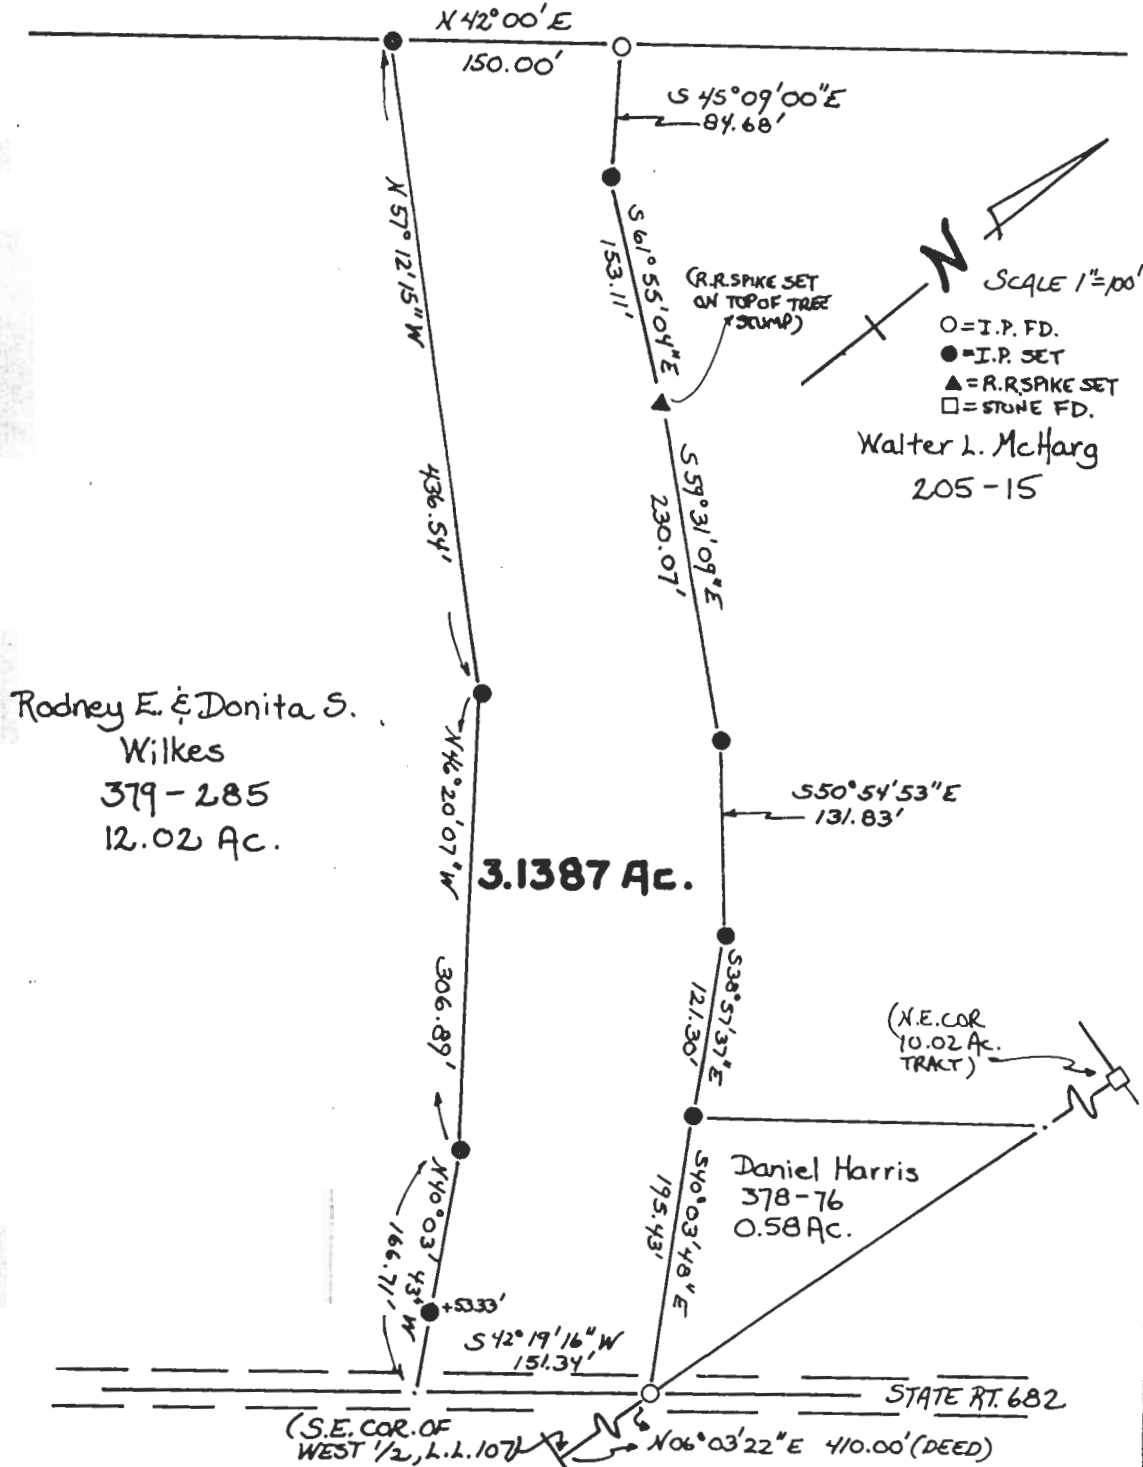 N 42° 00' E
150.00'
S 45° 09' 00" E
84.68'
N 57° 12' 15" W
436.54'
S 61° 55' 04" E
153.11'
(R.R. SPIKE SET
ON TOP OF TREE
STUMP)
N
SCALE 1"=100'
○ = I.P. FD.
● = I.P. SET
▲ = R.R. SPIKE SET
□ = STONE FD.
Walter L. McHarg
205-15
S 59° 31' 09" E
230.07'
Rodney E. & Donita S.
Wilkes
379-285
12.02 Ac.
N 46° 20' 07" W
306.89'
3.1387 Ac.
S 50° 54' 53" E
131.83'
S 38° 57' 37" E
121.30'
(N.E. COR
10.02 Ac.
TRACT)
Daniel Harris
378-76
0.58 Ac.
S 40° 03' 48" E
195.43'
N 40° 03' 43" W
166.71'
+53.33'
S 42° 19' 16" W
151.34'
STATE RT. 682
(S.E. COR. OF
WEST 1/2, L.L. 107)
N 06° 03' 22" E 410.00' (DEED)